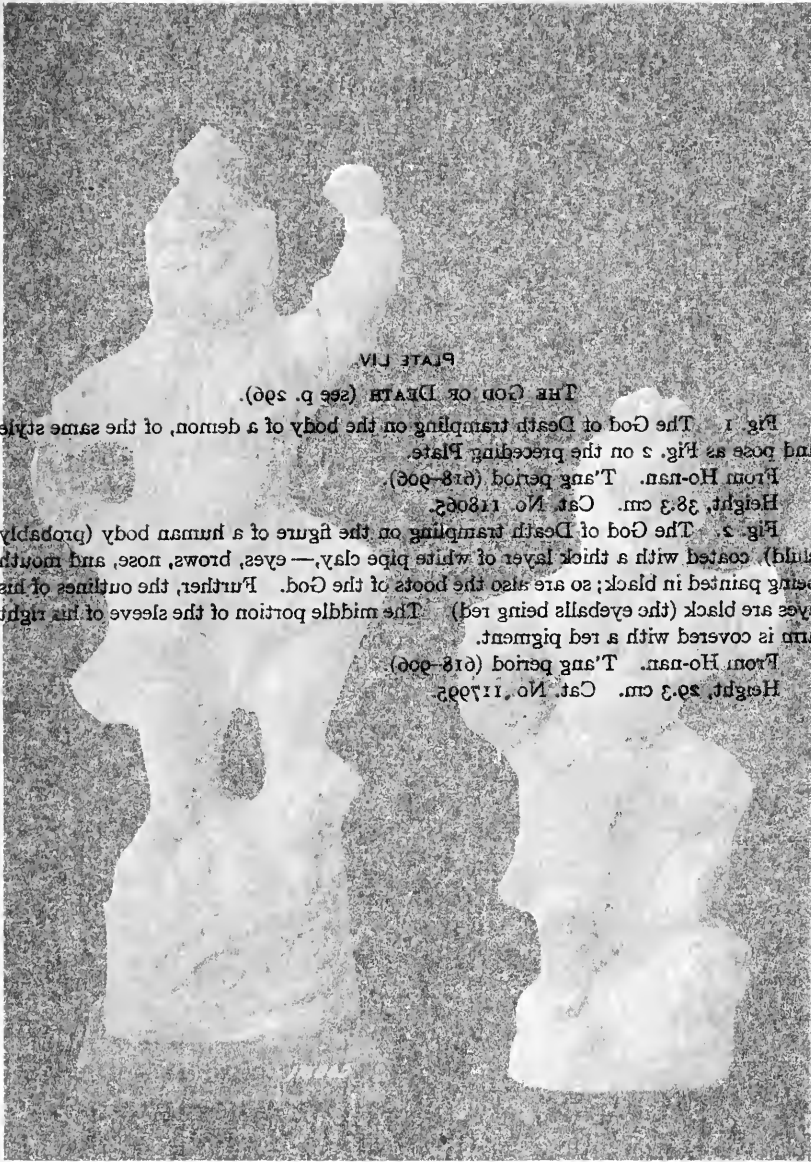 PLATE LIV.
THE GOD OF DEATH (see p. 296).
Fig. 1 The God of Death trampling on the body of a demon, of the same style
and pose as Fig. 2 on the preceding Plate.
From Ho-nan. T'ang period (618–906).
Height, 38.3 cm. Cat. No 118065.
Fig. 2. The God of Death trampling on the figure of a human body (probably
child), coated with a thick layer of white pipe clay,—eyes, brows, nose, and mouth
being painted in black; so are also the boots of the God. Further, the outlines of his
eyes are black (the eyeballs being red) The middle portion of the sleeve of his right
arm is covered with a red pigment.
From Ho-nan. T'ang period (618–906)
Height, 29.3 cm. Cat. No. 117995.